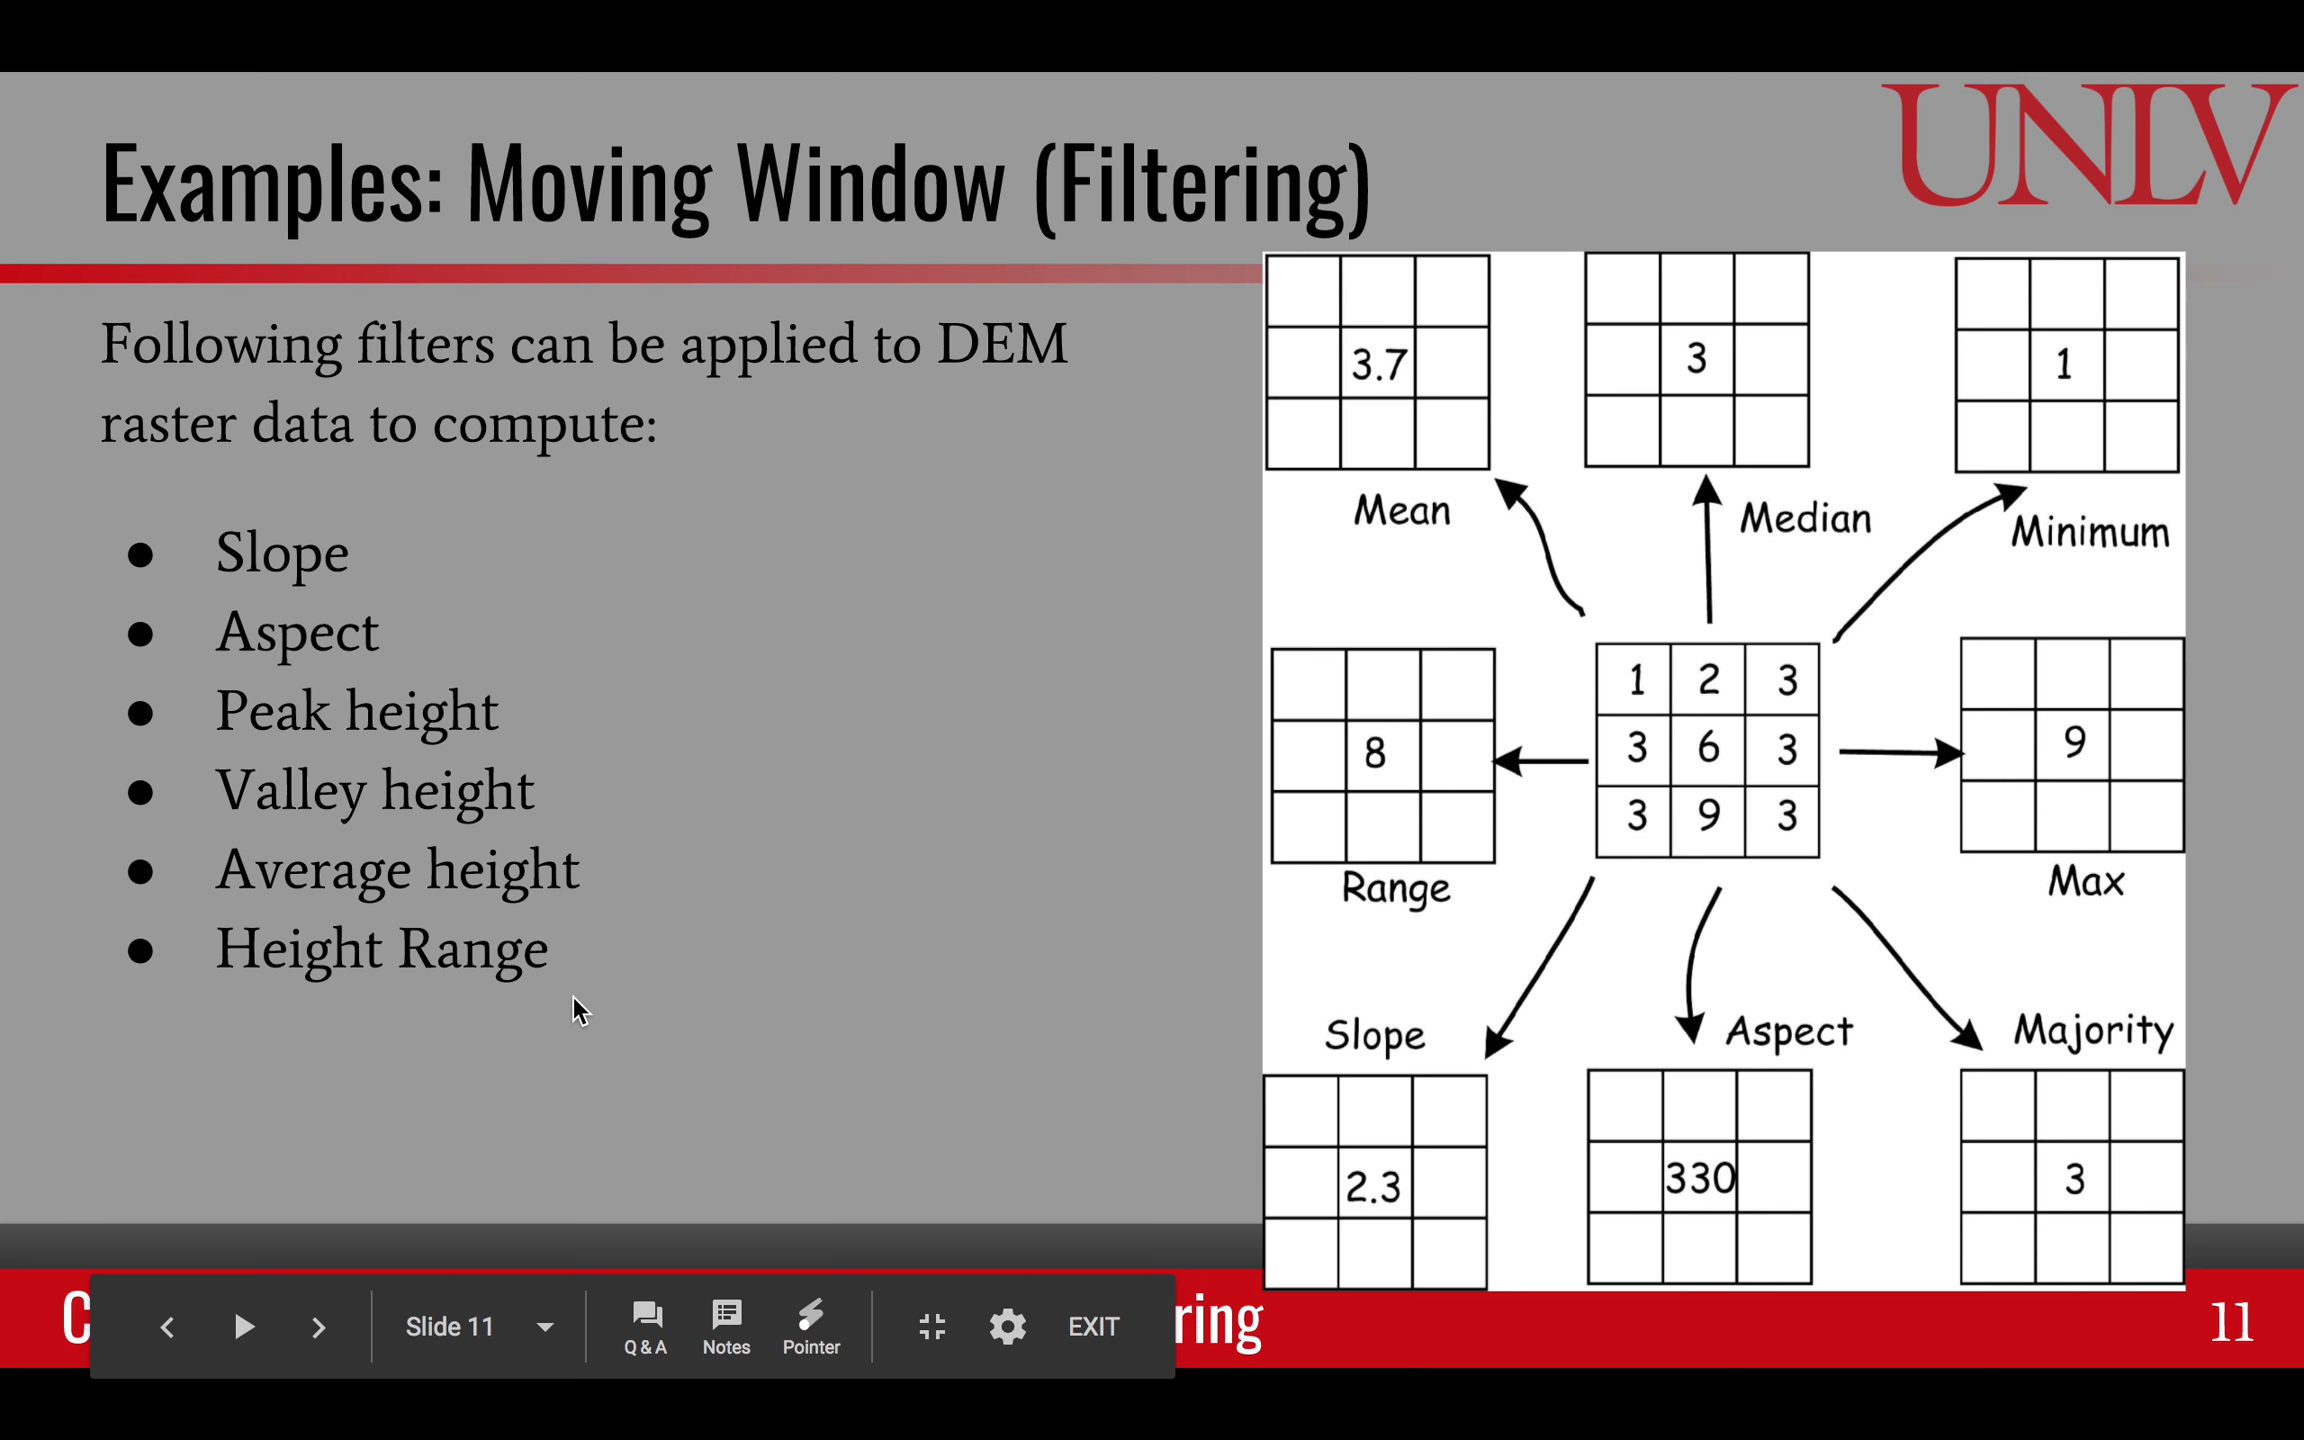 UNLV
Examples: Moving Window (Filtering)
Following filters can be applied to DEM
raster data to compute:
● Slope
● Aspect
● Peak height
● Valley height
● Average height
● Height Range
3.7
Mean
3
Median
1
Minimum
8
Range
1 2 3
3 6 3
3 9 3
9
Max
Slope
2.3
Aspect
330
Majority
3
Slide 11
Q & A
Notes
Pointer
EXIT
11